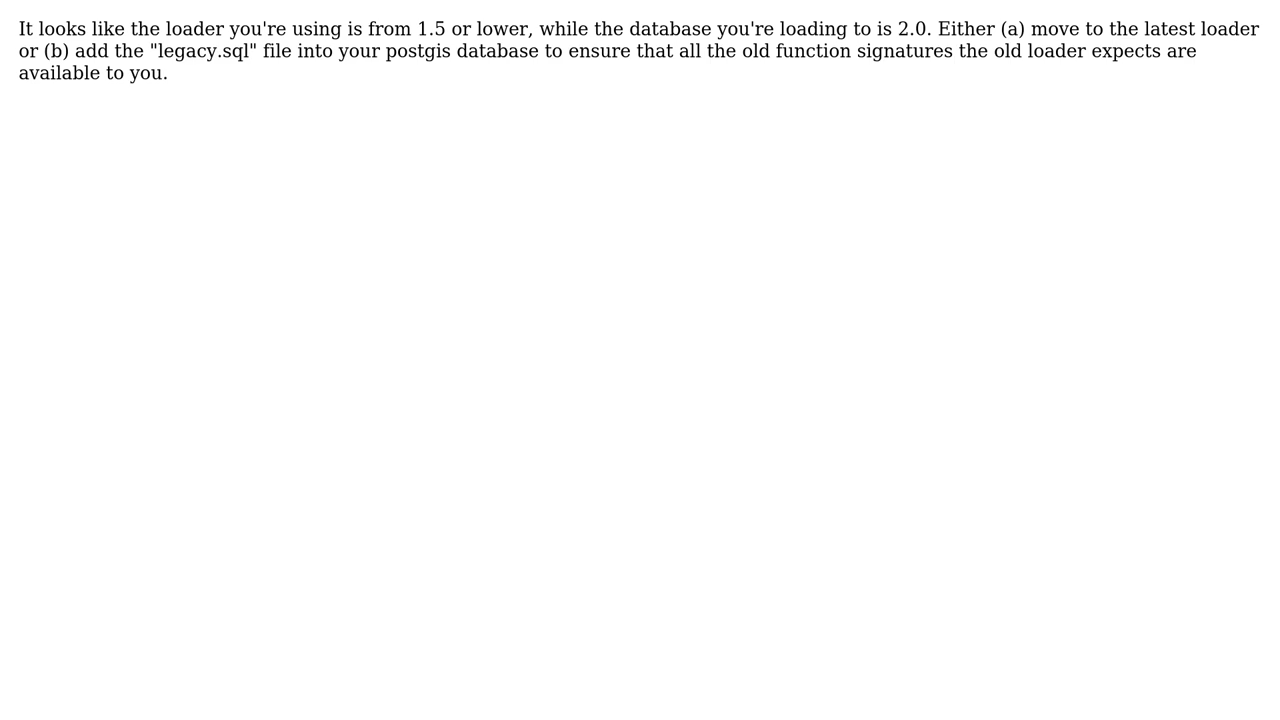 It looks like the loader you're using is from 1.5 or lower, while the database you're loading to is 2.0. Either (a) move to the latest loader
or (b) add the "legacy.sql" file into your postgis database to ensure that all the old function signatures the old loader expects are
available to you.